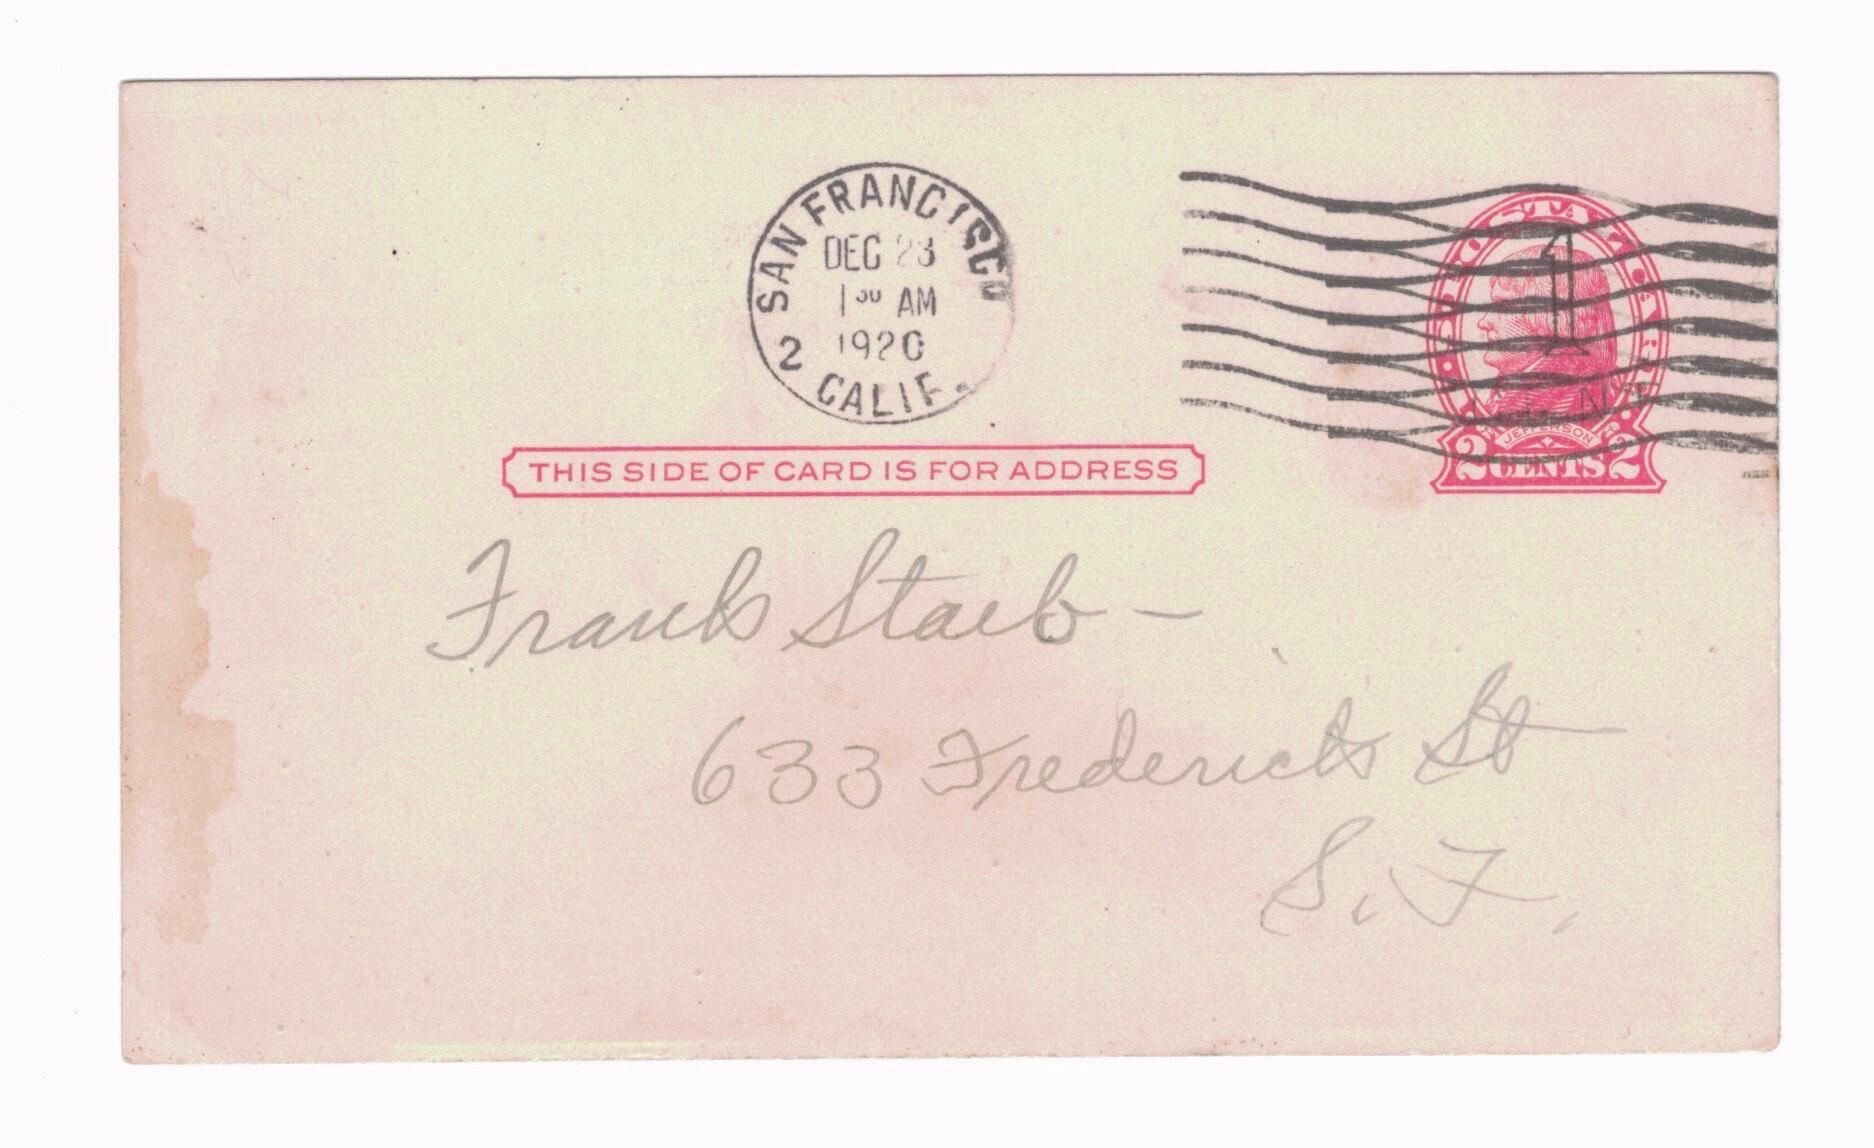 SAN FRANCISCO
DEC 23
1 30 AM
1920
2 CALIF.
1
2 CENTS 2
JEFFERSON
THIS SIDE OF CARD IS FOR ADDRESS
Frank Staeb -
633 Frederick St
S. F.